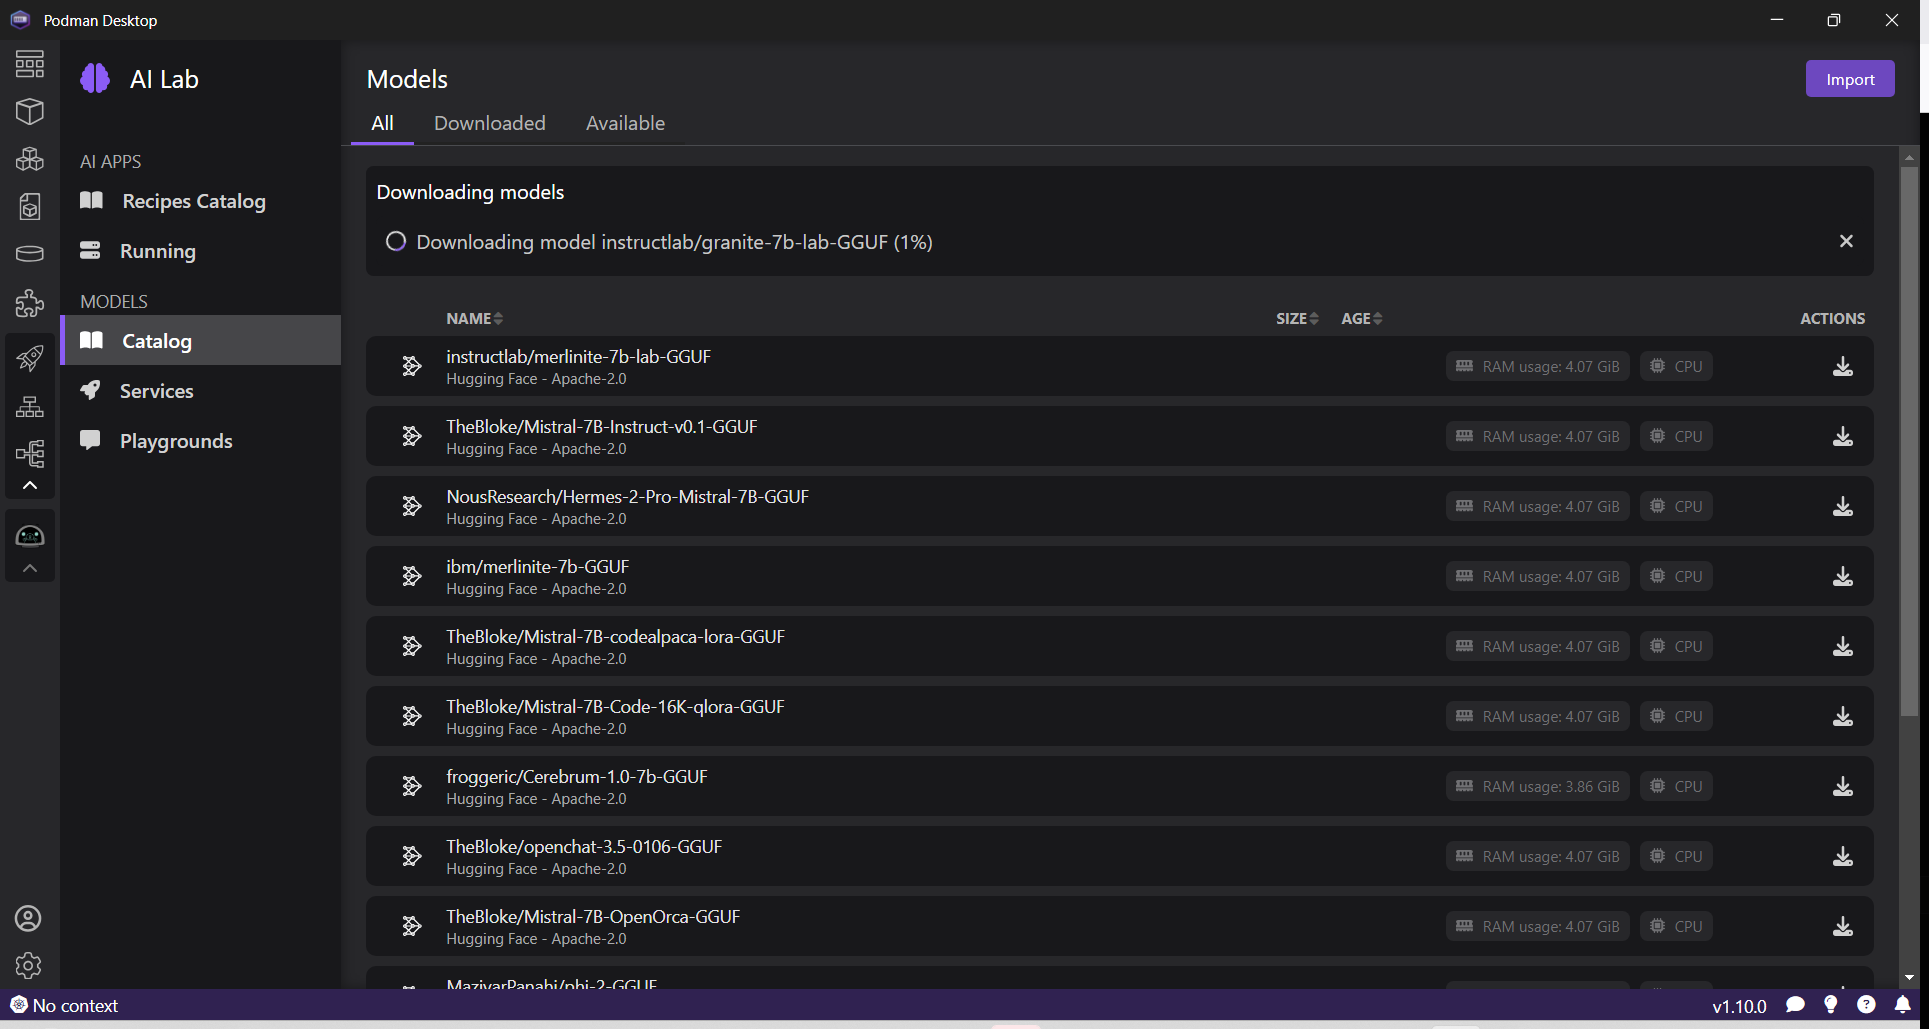 Podman Desktop
AI Lab
AI APPS
Recipes Catalog
Running
MODELS
Catalog
Services
Playgrounds
Models
Import
All Downloaded Available
Downloading models
Downloading model instructlab/granite-7b-lab-GGUF (1%)
NAME SIZE AGE ACTIONS
instructlab/merlinite-7b-lab-GGUF
Hugging Face - Apache-2.0
RAM usage: 4.07 GiB CPU
TheBloke/Mistral-7B-Instruct-v0.1-GGUF
Hugging Face - Apache-2.0
RAM usage: 4.07 GiB CPU
NousResearch/Hermes-2-Pro-Mistral-7B-GGUF
Hugging Face - Apache-2.0
RAM usage: 4.07 GiB CPU
ibm/merlinite-7b-GGUF
Hugging Face - Apache-2.0
RAM usage: 4.07 GiB CPU
TheBloke/Mistral-7B-codealpaca-lora-GGUF
Hugging Face - Apache-2.0
RAM usage: 4.07 GiB CPU
TheBloke/Mistral-7B-Code-16K-qlora-GGUF
Hugging Face - Apache-2.0
RAM usage: 4.07 GiB CPU
froggeric/Cerebrum-1.0-7b-GGUF
Hugging Face - Apache-2.0
RAM usage: 3.86 GiB CPU
TheBloke/openchat-3.5-0106-GGUF
Hugging Face - Apache-2.0
RAM usage: 4.07 GiB CPU
TheBloke/Mistral-7B-OpenOrca-GGUF
Hugging Face - Apache-2.0
RAM usage: 4.07 GiB CPU
MaziyarPanahi/phi-2-GGUF
No context
v1.10.0